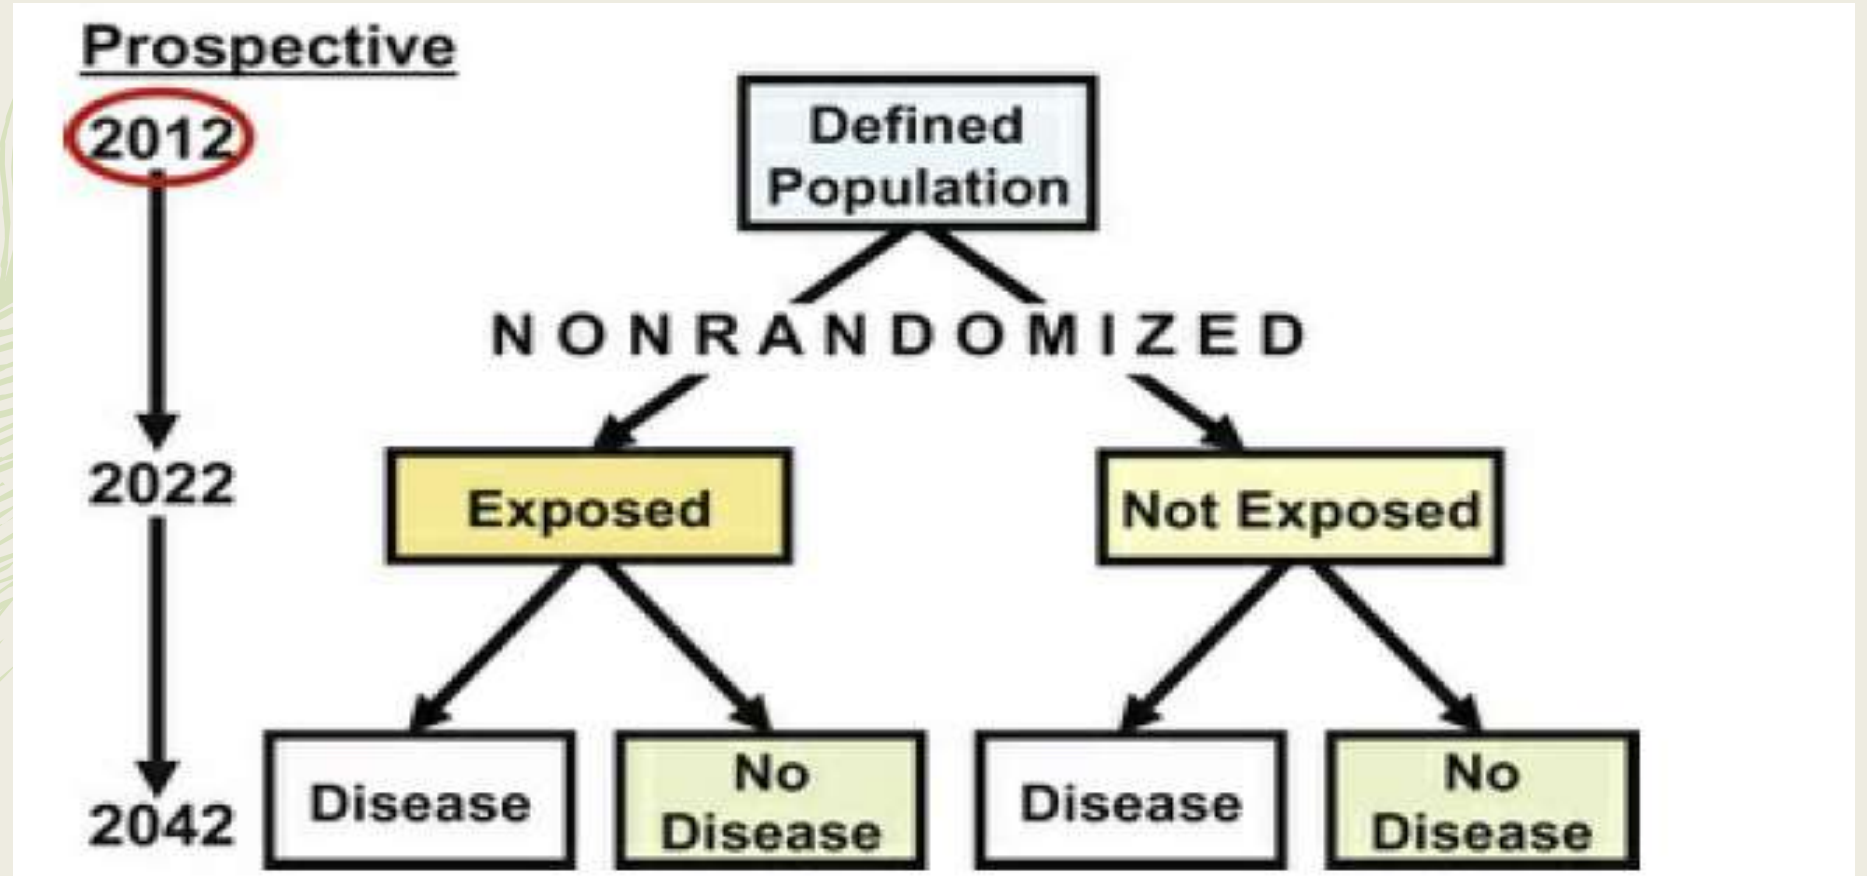 Prospective
2012
Defined
Population
NONRANDOMIZED
2022
Exposed
Not Exposed
2042
Disease
No
Disease
Disease
No
Disease